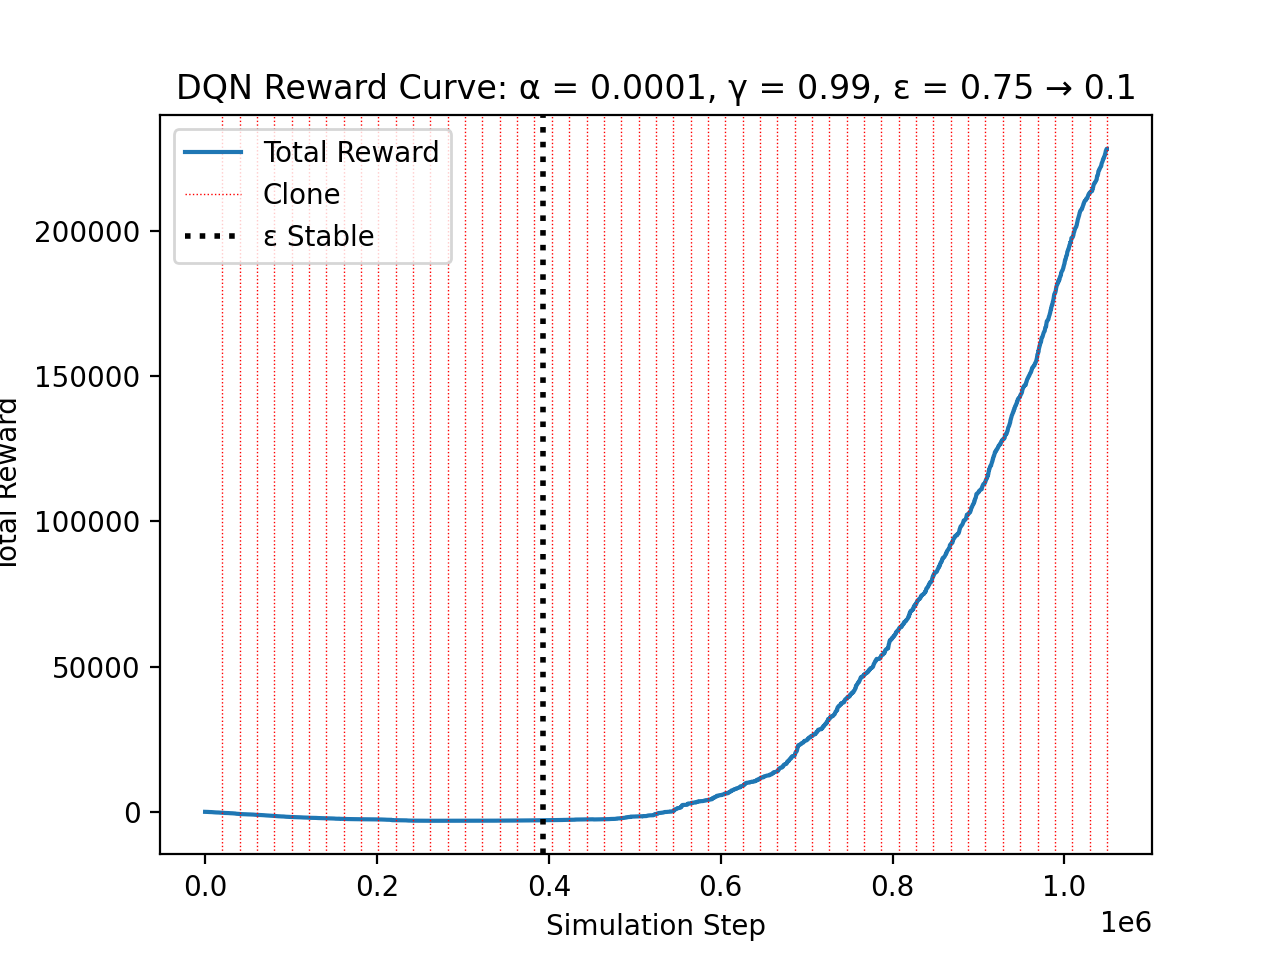 DQN Reward Curve: α = 0.0001, γ = 0.99, ε = 0.75 → 0.1
Total Reward
Clone
ε Stable
Total Reward
200000
150000
100000
50000
0
0.0 0.2 0.4 0.6 0.8 1.0
1e6
Simulation Step